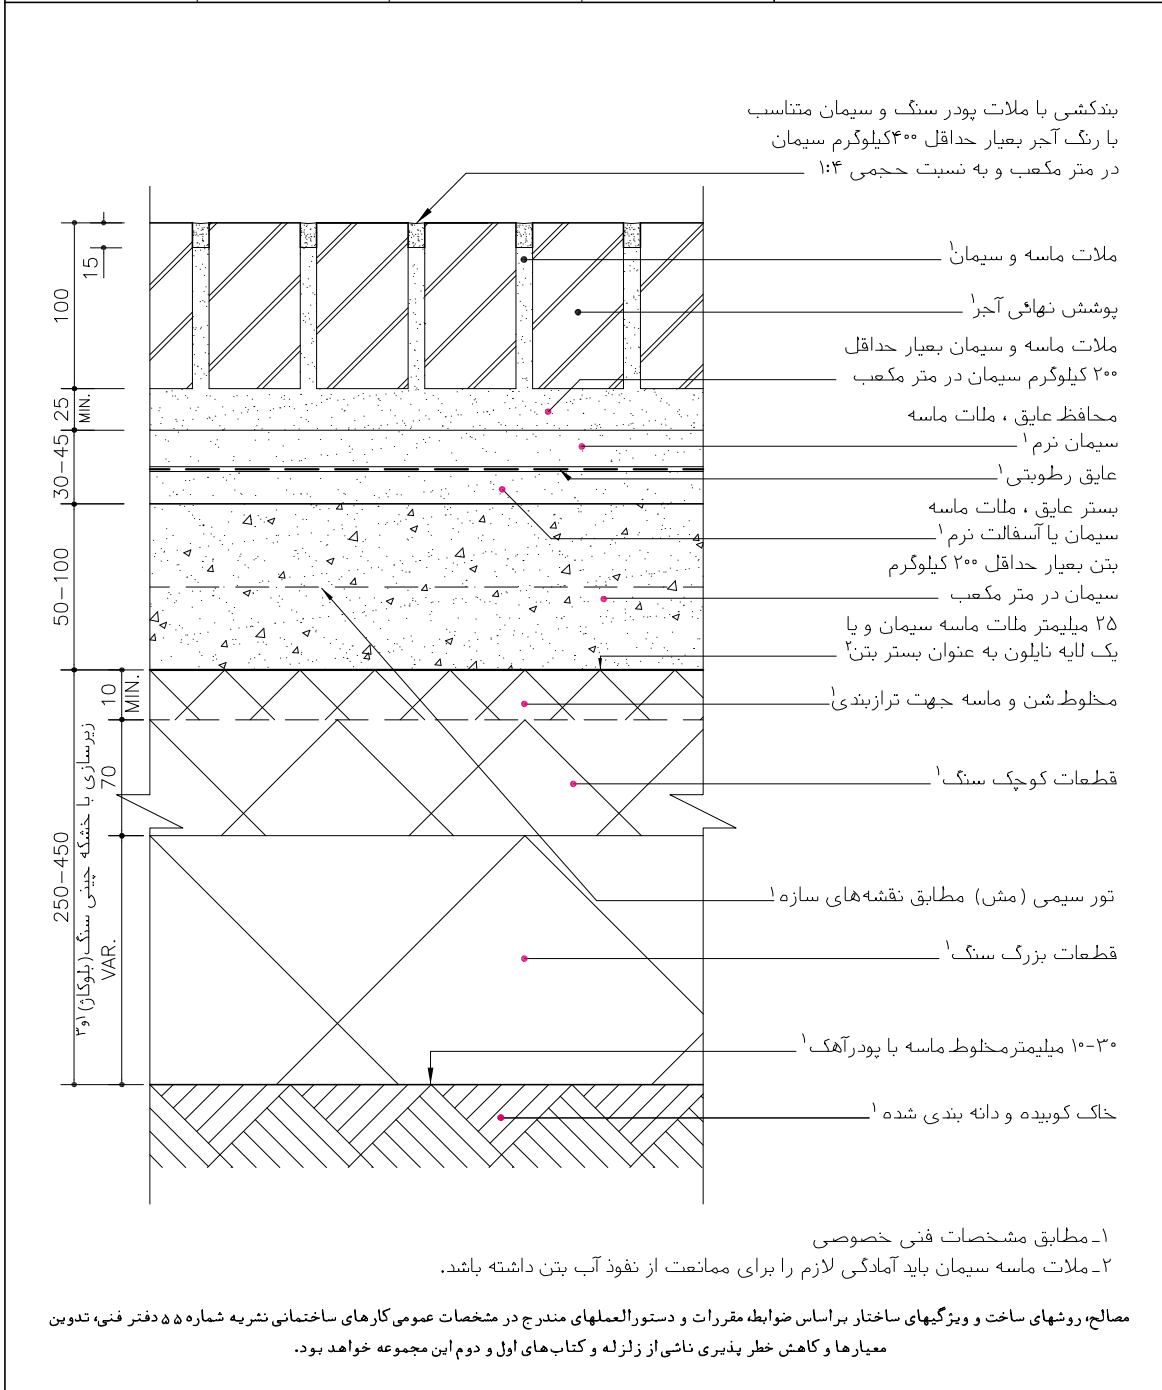 بندکشی با ملات پودر سنگ و سیمان متناسب
با رنگ آجر بعیار حداقل ۴۰۰کیلوگرم سیمان
در متر مکعب و به نسبت حجمی ۱:۴
ملات ماسه و سیمان۱
پوشش نهائی آجر۱
ملات ماسه و سیمان بعیار حداقل
۲۰۰ کیلوگرم سیمان در متر مکعب
محافظ عایق ، ملات ماسه
سیمان نرم۱
عایق رطوبتی۱
بستر عایق ، ملات ماسه
سیمان یا آسفالت نرم۱
بتن بعیار حداقل ۲۰۰ کیلوگرم
سیمان در متر مکعب
۲۵ میلیمتر ملات ماسه سیمان و یا
یک لایه نایلون به عنوان بستر بتن۲
مخلوط شن و ماسه جهت ترازبندی۱
قطعات کوچک سنگ۱
تور سیمی (مش) مطابق نقشه‌های سازه۱
قطعات بزرگ سنگ۱
۱۰-۳۰ میلیمتر مخلوط ماسه با پودرآهک۱
خاک کوبیده و دانه بندی شده۱
15
100
25
MIN.
30-45
50-100
10
MIN.
70
250-450
VAR.
زیرسازی با خشکه چینی سنگ (بلوکاژ) ۱و۳
۱ـ مطابق مشخصات فنی خصوصی
۲ـ ملات ماسه سیمان باید آمادگی لازم را برای ممانعت از نفوذ آب بتن داشته باشد.
مصالح، روشهای ساخت و ویژگیهای ساختار براساس ضوابط، مقررات و دستورالعملهای مندرج در مشخصات عمومی کارهای ساختمانی نشریه شماره ۵۵ دفتر فنی، تدوین
معیارها و کاهش خطر پذیری ناشی از زلزله و کتاب‌های اول و دوم این مجموعه خواهد بود.